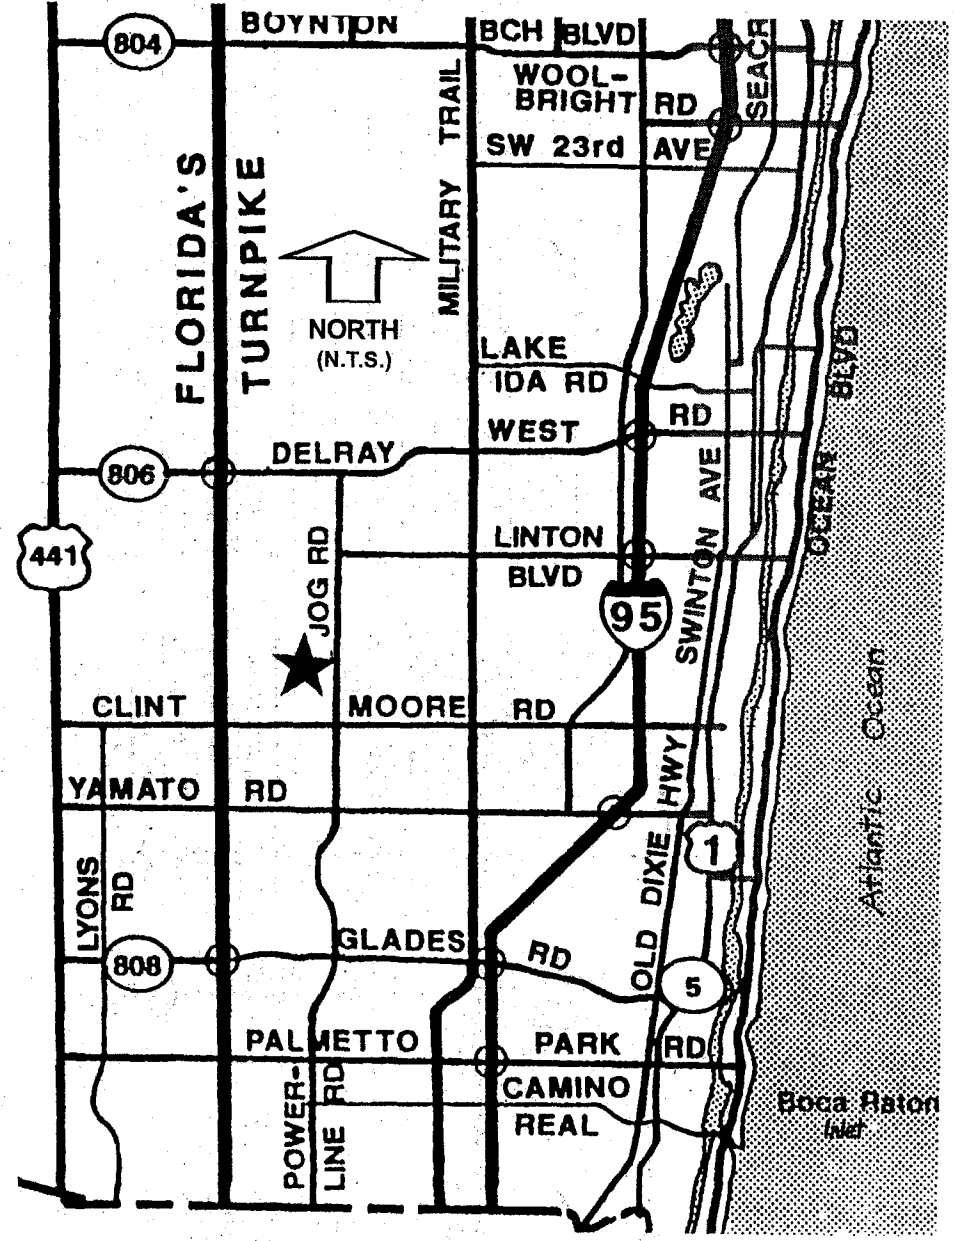 BOYNTON
BCH BLVD
804
WOOL-
BRIGHT RD
SEACR
SW 23rd AVE
MILITARY TRAIL
FLORIDA'S
TURNPIKE
NORTH
(N.T.S.)
LAKE
IDA RD
OCEAN BLVD
WEST RD
DELRAY
806
SWINTON AVE
441
JOG RD
LINTON
BLVD
95
CLINT MOORE RD
Atlantic Ocean
YAMATO RD
OLD DIXIE HWY
1
LYONS
RD
GLADES RD
808
5
PALMETTO PARK RD
POWER-
LINE RD
CAMINO
REAL
Boca Raton
Inlet